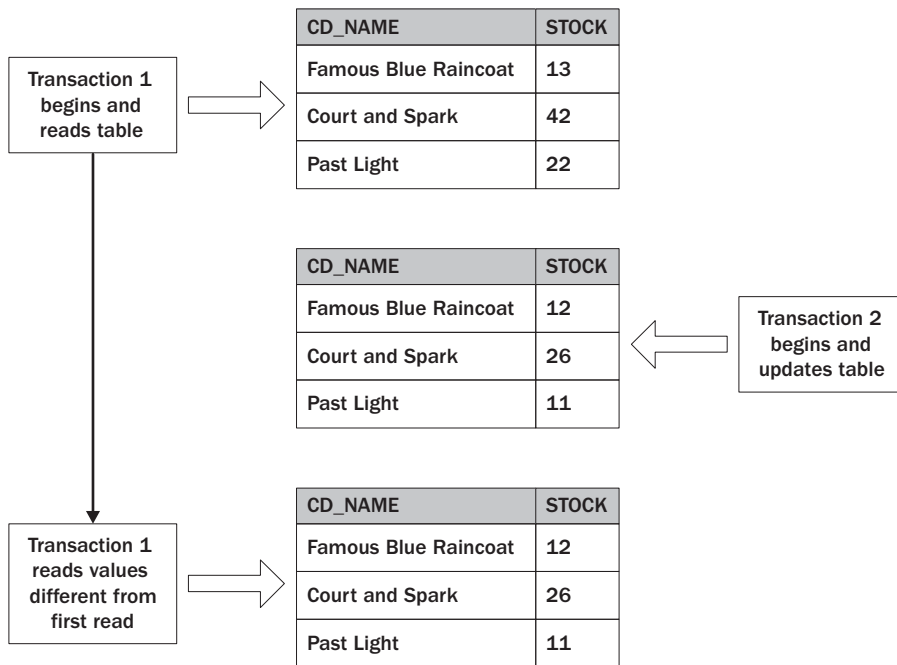 CD_NAME STOCK
Transaction 1
begins and
reads table
Famous Blue Raincoat 13
Court and Spark 42
Past Light 22
CD_NAME STOCK
Famous Blue Raincoat 12
Court and Spark 26
Past Light 11
Transaction 2
begins and
updates table
CD_NAME STOCK
Transaction 1
reads values
different from
first read
Famous Blue Raincoat 12
Court and Spark 26
Past Light 11